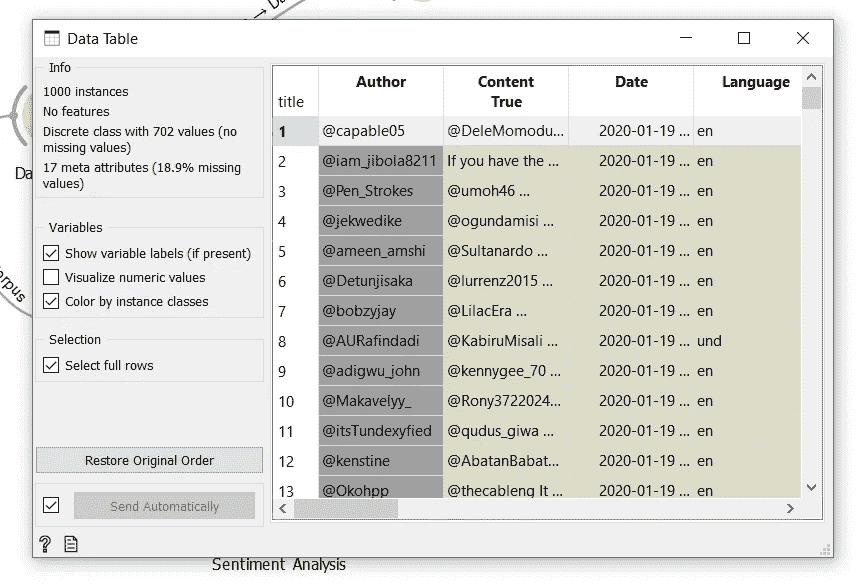 Data Table
Info
1000 instances
No features
Discrete class with 702 values (no
missing values)
17 meta attributes (18.9% missing
values)
Variables
Show variable labels (if present)
Visualize numeric values
Color by instance classes
Selection
Select full rows
Restore Original Order
Send Automatically
title Author Content True Date Language
1 @capable05 @DeleMomodu... 2020-01-19 ... en
2 @iam_jibola8211 If you have the ... 2020-01-19 ... en
3 @Pen_Strokes @umoh46 ... 2020-01-19 ... en
4 @jekwedike @ogundamisi ... 2020-01-19 ... en
5 @ameen_amshi @Sultanardo ... 2020-01-19 ... en
6 @Detunjisaka @lurrenz2015 ... 2020-01-19 ... en
7 @bobzyjay @LilacEra ... 2020-01-19 ... en
8 @AURafindadi @KabiruMisali ... 2020-01-19 ... und
9 @adigwu_john @kennygee_70 ... 2020-01-19 ... en
10 @Makavelyy_ @Rony3722024... 2020-01-19 ... en
11 @itsTundexyfied @qudus_giwa ... 2020-01-19 ... en
12 @kenstine @AbatanBabat... 2020-01-19 ... en
13 @Okohpp @thecableng It ... 2020-01-19 ... en
Sentiment Analysis